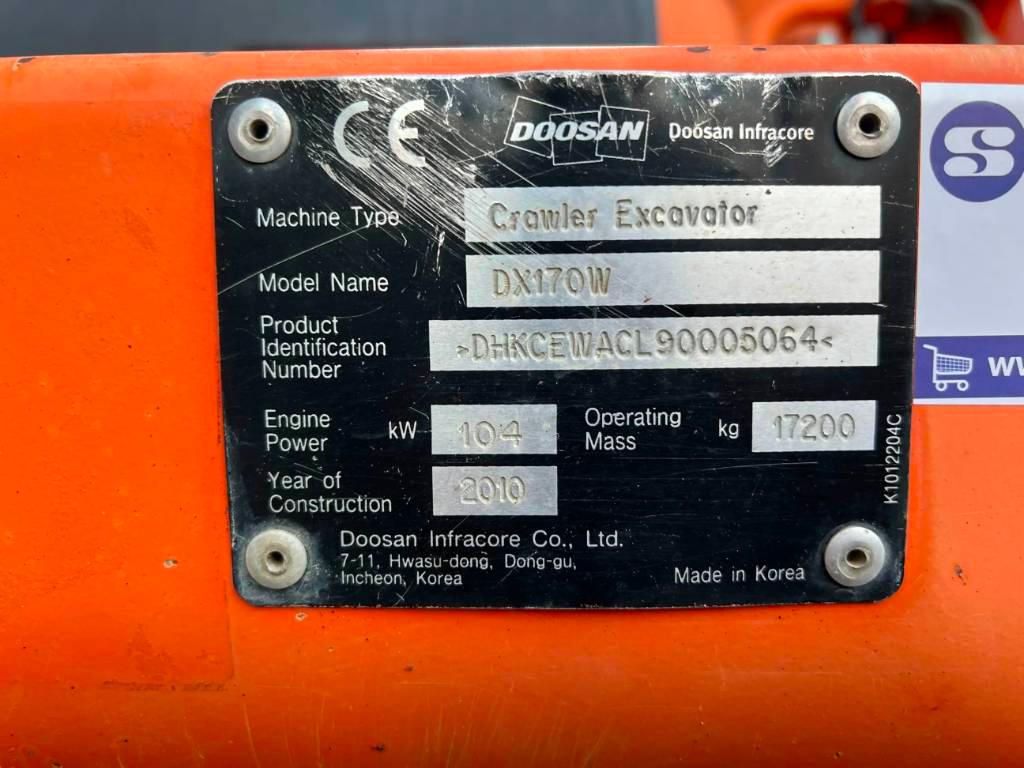 CE DOOSAN Doosan Infracore
Machine Type Crawler Excavator
Model Name DX170W
Product
Identification
Number >DHKCEWACL90005064<
Engine
Power kW 104 Operating
Mass kg 17200
Year of
Construction 2010
K1012204C
Doosan Infracore Co., Ltd.
7-11, Hwasu-dong, Dong-gu,
Incheon, Korea
Made in Korea
S